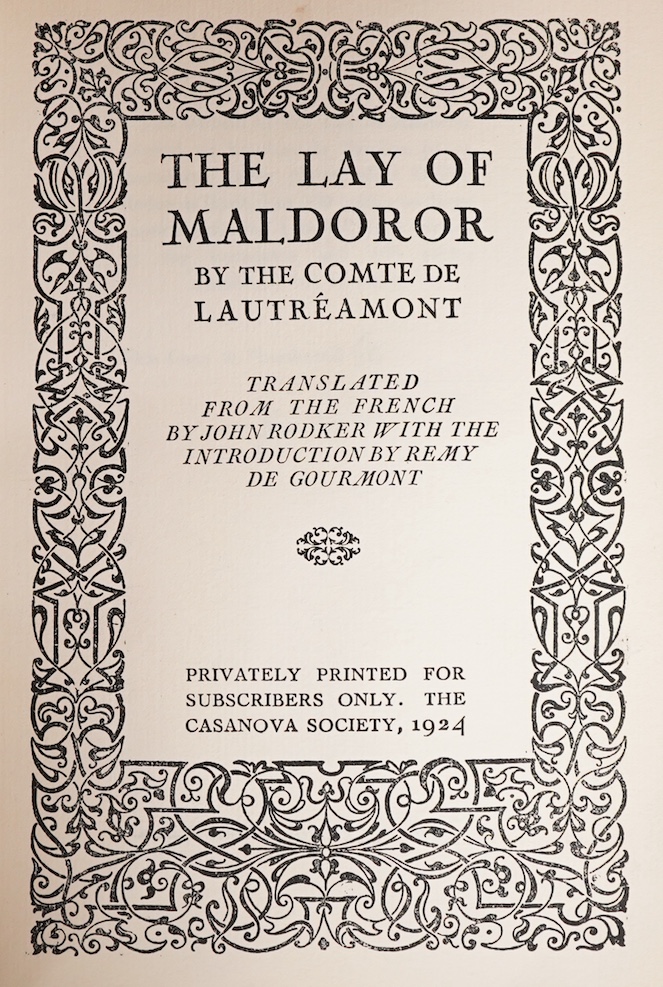 THE LAY OF
MALDOROR
BY THE COMTE DE
LAUTRÉAMONT
TRANSLATED
FROM THE FRENCH
BY JOHN RODKER WITH THE
INTRODUCTION BY REMY
DE GOURMONT
PRIVATELY PRINTED FOR
SUBSCRIBERS ONLY. THE
CASANOVA SOCIETY, 1924